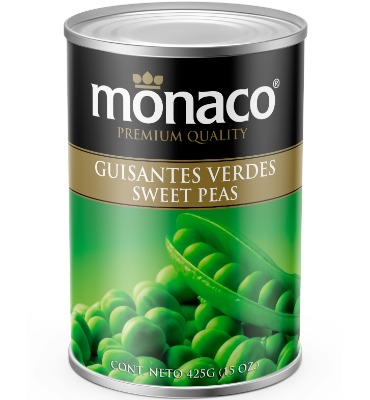 monaco®
PREMIUM QUALITY
GUISANTES VERDES
SWEET PEAS
CONT. NETO 425G (15 OZ.)